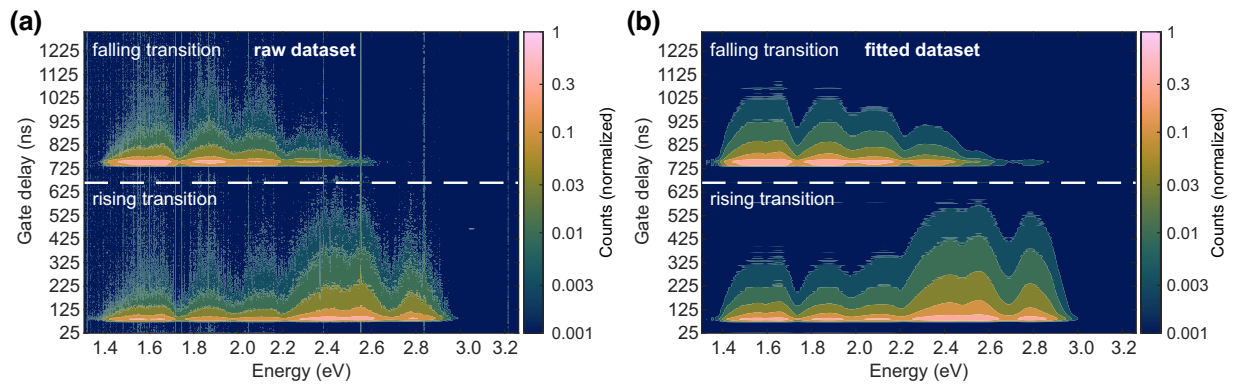 (a)
falling transition raw dataset
rising transition
Gate delay (ns)
1225
1125
1025
925
825
725
625
525
425
325
225
125
25
1.4 1.6 1.8 2.0 2.2 2.4 2.6 2.8 3.0 3.2
Energy (eV)
1
0.3
0.1
0.03
0.01
0.003
0.001
Counts (normalized)
(b)
falling transition fitted dataset
rising transition
Gate delay (ns)
1225
1125
1025
925
825
725
625
525
425
325
225
125
25
1.4 1.6 1.8 2.0 2.2 2.4 2.6 2.8 3.0 3.2
Energy (eV)
1
0.3
0.1
0.03
0.01
0.003
0.001
Counts (normalized)